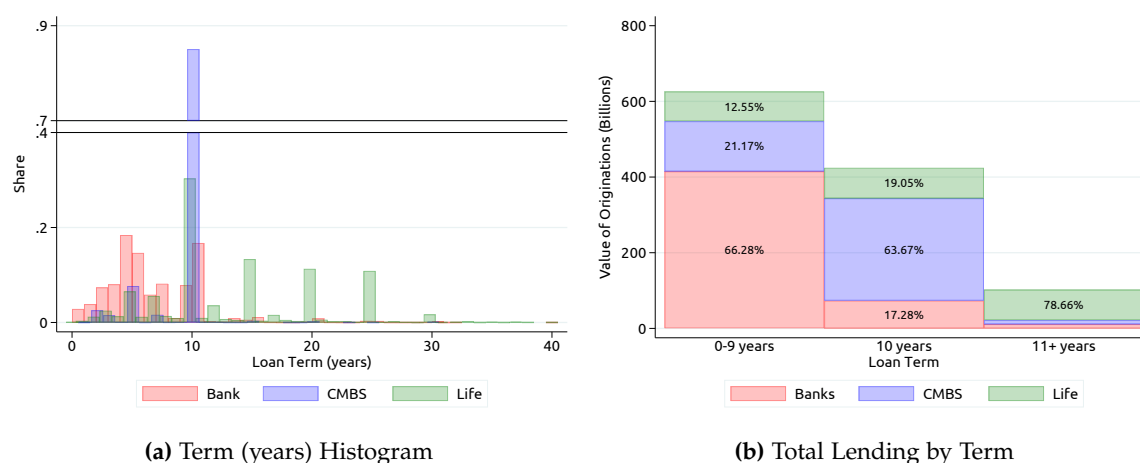 .9
.7
.4
.2
0
Share
0 10 20 30 40
Loan Term (years)
Bank CMBS Life
(a) Term (years) Histogram
800
600
400
200
0
Value of Originations (Billions)
12.55%
21.17%
66.28%
19.05%
63.67%
17.28%
78.66%
0-9 years 10 years 11+ years
Loan Term
Banks CMBS Life
(b) Total Lending by Term